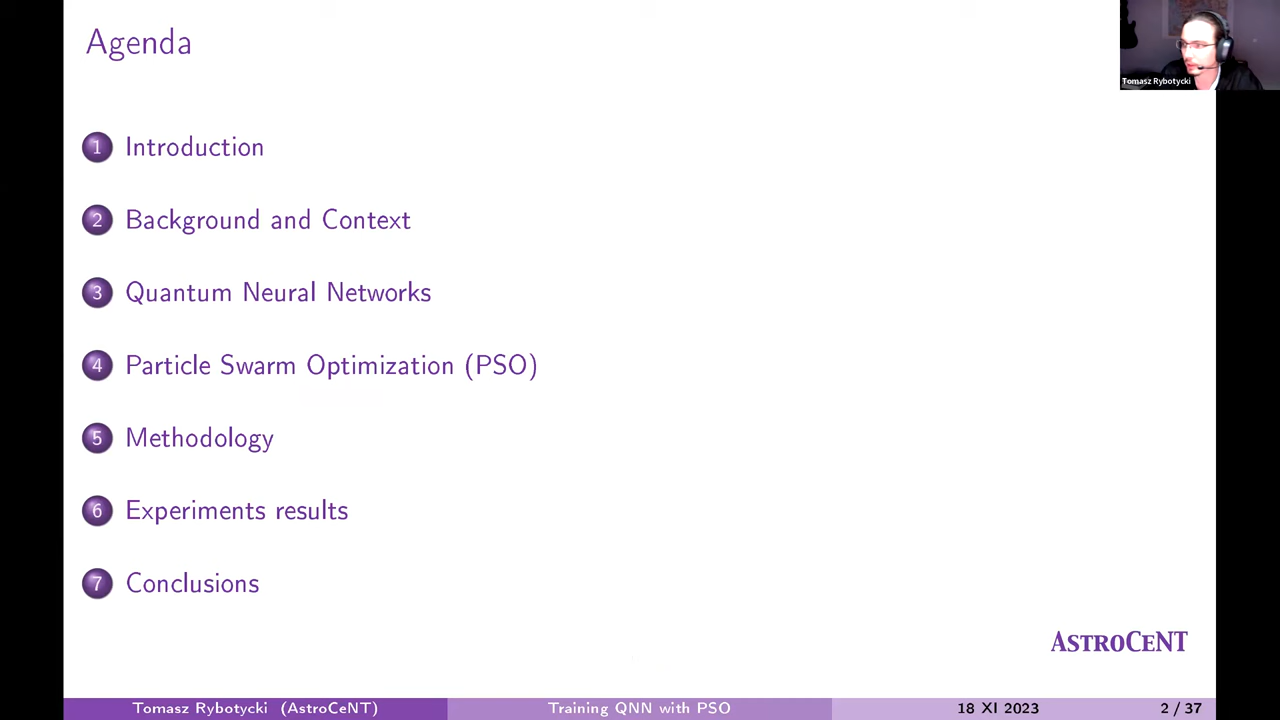 Agenda
Tomasz Rybotycki
1 Introduction
2 Background and Context
3 Quantum Neural Networks
4 Particle Swarm Optimization (PSO)
5 Methodology
6 Experiments results
7 Conclusions
ASTROCENT
Tomasz Rybotycki (AstroCeNT) Training QNN with PSO 18 XI 2023 2 / 37